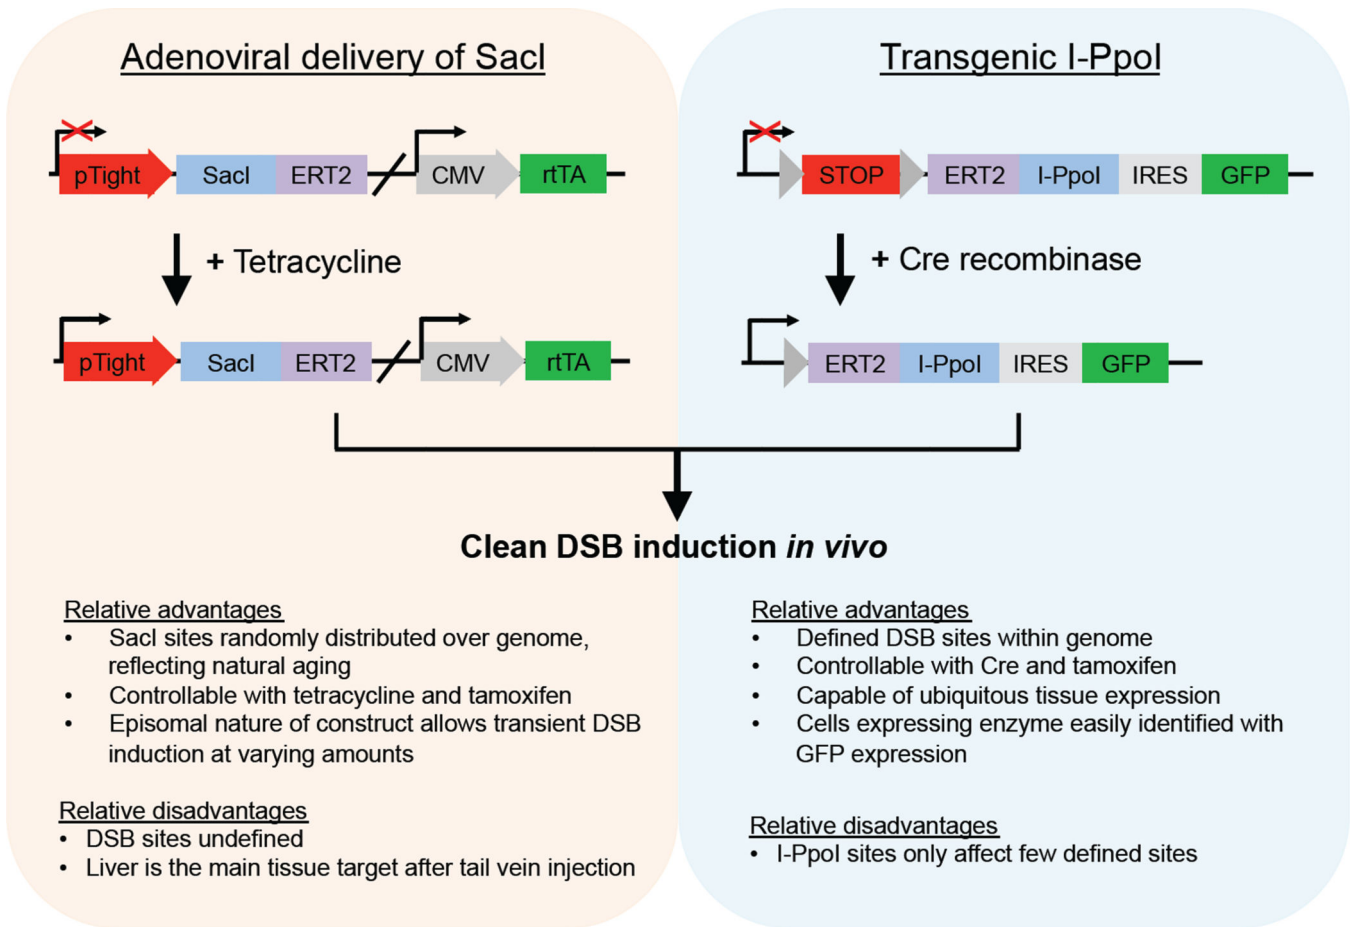 Adenoviral delivery of SacI
pTight SacI ERT2 CMV rtTA
+ Tetracycline
pTight SacI ERT2 CMV rtTA
Transgenic I-PpoI
STOP ERT2 I-PpoI IRES GFP
+ Cre recombinase
ERT2 I-PpoI IRES GFP
Clean DSB induction in vivo
Relative advantages
• SacI sites randomly distributed over genome,
reflecting natural aging
• Controllable with tetracycline and tamoxifen
• Episomal nature of construct allows transient DSB
induction at varying amounts
Relative disadvantages
• DSB sites undefined
• Liver is the main tissue target after tail vein injection
Relative advantages
• Defined DSB sites within genome
• Controllable with Cre and tamoxifen
• Capable of ubiquitous tissue expression
• Cells expressing enzyme easily identified with
GFP expression
Relative disadvantages
• I-PpoI sites only affect few defined sites